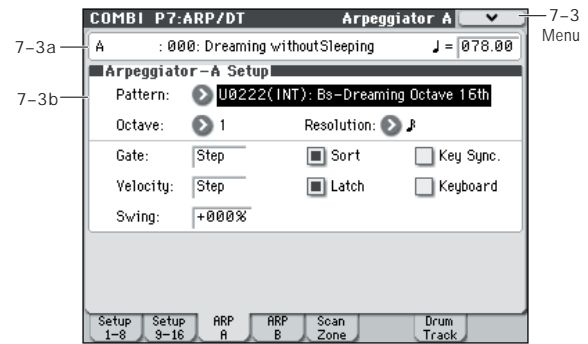 COMBI P7:ARP/DT Arpeggiator A
7-3 Menu
7-3a
A : 000: Dreaming withoutSleeping ♩= 078.00
Arpeggiator-A Setup
7-3b
Pattern: U0222(INT): Bs-Dreaming Octave 16th
Octave: 1 Resolution: 𝅘𝅥𝅯
Gate: Step Sort Key Sync.
Velocity: Step Latch Keyboard
Swing: +000%
Setup 1-8 Setup 9-16 ARP A ARP B Scan Zone Drum Track